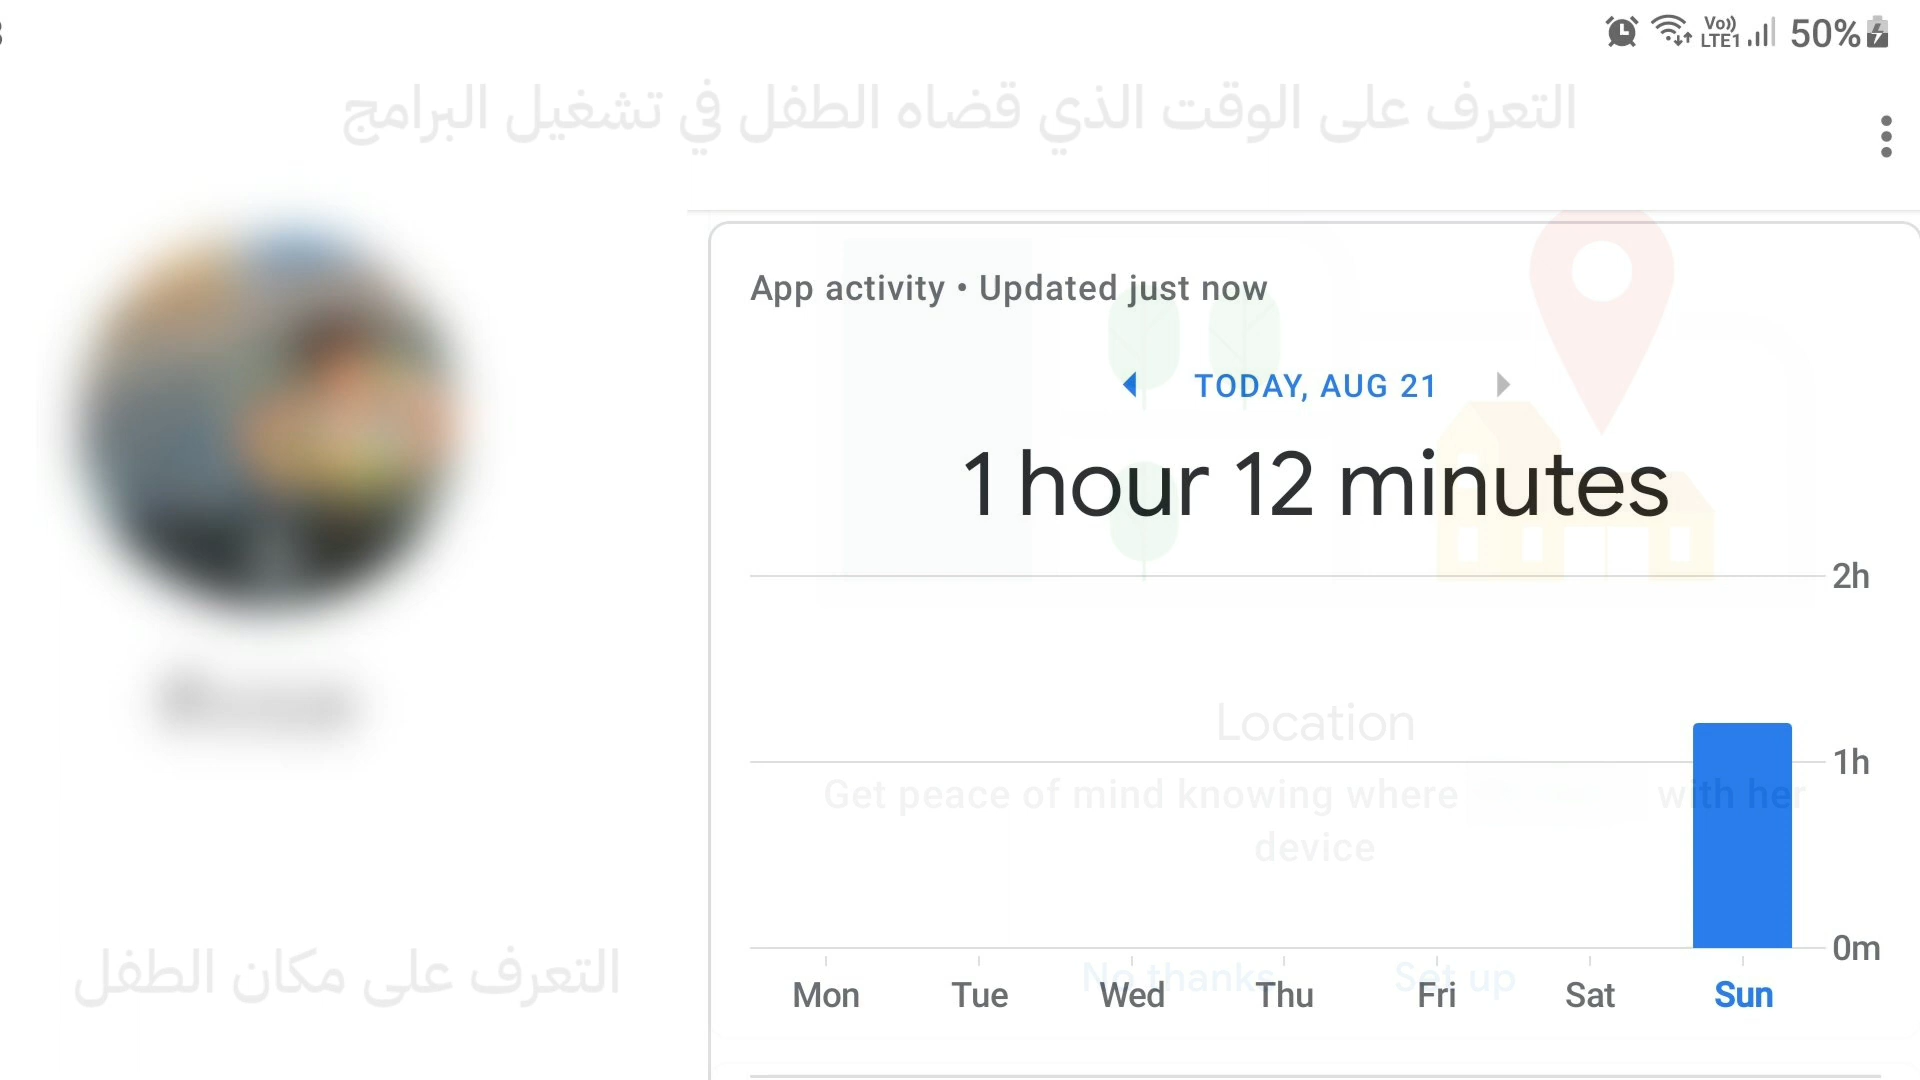 50%
Vo)) LTE1
التعرف على الوقت الذي قضاه الطفل في تشغيل البرامج
App activity • Updated just now
TODAY, AUG 21
1 hour 12 minutes
2h
Location
1h
Get peace of mind knowing where with her
device
0m
No thanks Set up
Mon Tue Wed Thu Fri Sat Sun
التعرف على مكان الطفل